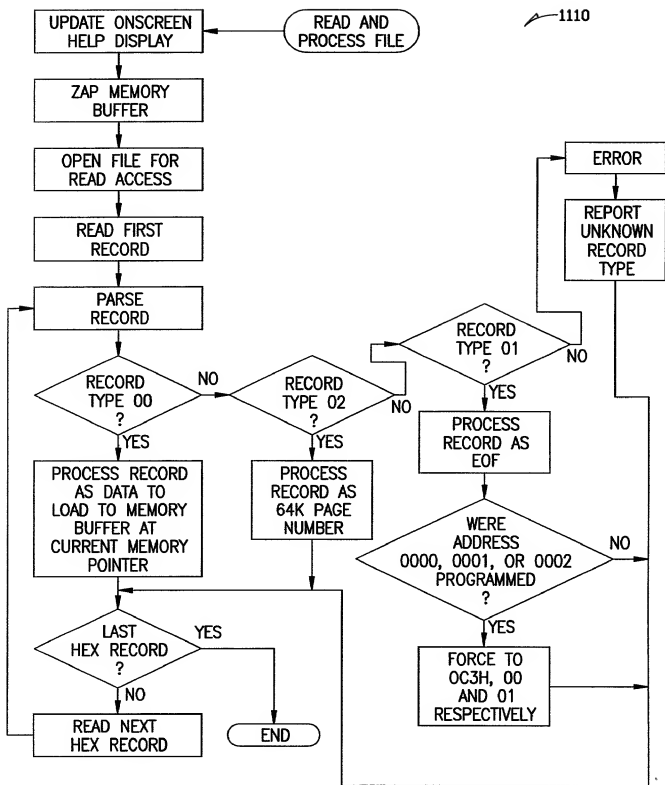 UPDATE ONSCREEN
HELP DISPLAY
READ AND
PROCESS FILE
1110
ZAP MEMORY
BUFFER
OPEN FILE FOR
READ ACCESS
ERROR
READ FIRST
RECORD
REPORT
UNKNOWN
RECORD
TYPE
PARSE
RECORD
RECORD
TYPE 00
?
NO
YES
RECORD
TYPE 02
?
NO
YES
RECORD
TYPE 01
?
NO
YES
PROCESS RECORD
AS DATA TO
LOAD TO MEMORY
BUFFER AT
CURRENT MEMORY
POINTER
PROCESS
RECORD AS
64K PAGE
NUMBER
PROCESS
RECORD AS
EOF
WERE
ADDRESS
0000, 0001, OR 0002
PROGRAMMED
?
NO
YES
LAST
HEX RECORD
?
YES
NO
FORCE TO
OC3H, 00
AND 01
RESPECTIVELY
READ NEXT
HEX RECORD
END